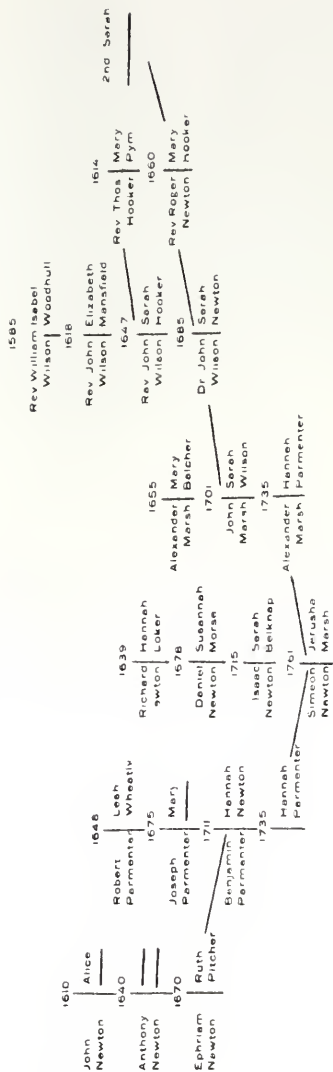 1610
John | Alice
Newton
1640
Anthony
Newton
1670
Ephriam | Ruth
Newton | Pitcher
1648
Robert | Leah
Parmenter | Wheatly
1675
Joseph | Mary
Parmenter
1711
Benjamin | Hannah
Parmenter | Newton
1735
Hannah
Parmenter
1639
Richard | Hannah
ewton | Loker
1678
Daniel | Susannah
Newton | Morse
1715
Isaac | Sarah
Newton | Belknap
1761
Simeon | Jerusha
Newton | Marsh
1655
Alexander | Mary
Marsh | Belcher
1701
John | Sarah
Marsh | Wilson
1735
Alexander | Hannah
Marsh | Parmenter
1585
Rev William | Isabel
Wilson | Woodhull
1618
Rev John | Elizabeth
Wilson | Mansfield
1647
Rev John | Sarah
Wilson | Hooker
1685
Dr John | Sarah
Wilson | Newton
1614
Rev Thos | Mary
Hooker | Pym
1660
Rev Roger | Mary
Newton | Hooker
2nd Sarah